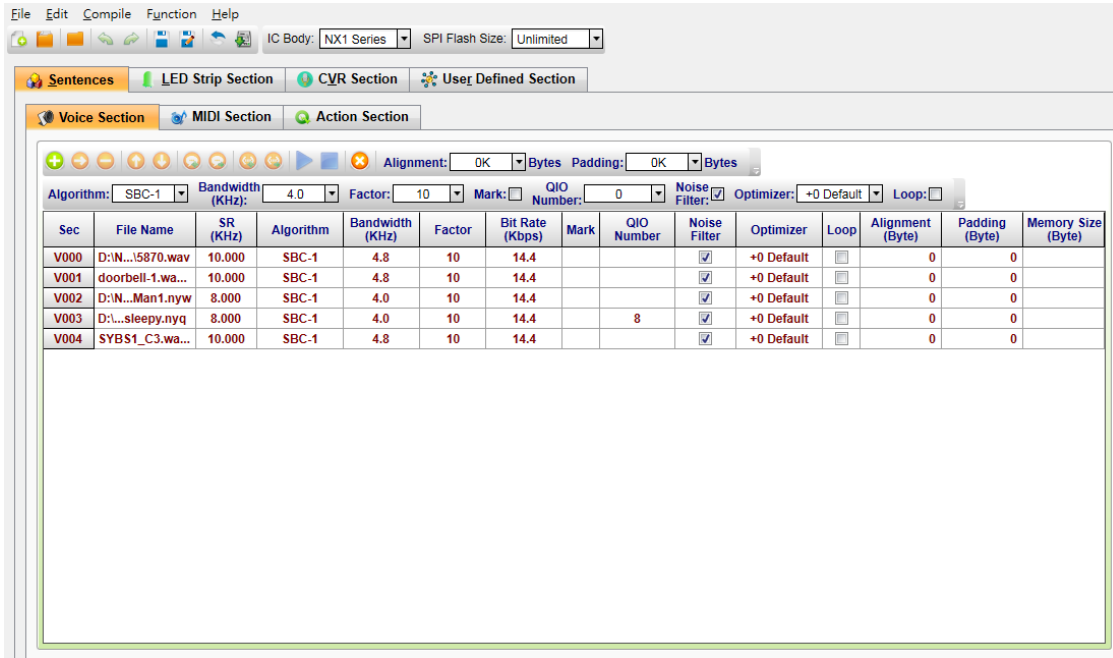 File Edit Compile Function Help
IC Body: NX1 Series SPI Flash Size: Unlimited
Sentences LED Strip Section CVR Section User Defined Section
Voice Section MIDI Section Action Section
Alignment: 0K Bytes Padding: 0K Bytes
Algorithm: SBC-1 Bandwidth (KHz): 4.0 Factor: 10 Mark: QIO Number: 0 Noise Filter: Optimizer: +0 Default Loop:
Sec File Name SR (KHz) Algorithm Bandwidth (KHz) Factor Bit Rate (Kbps) Mark QIO Number Noise Filter Optimizer Loop Alignment (Byte) Padding (Byte) Memory Size (Byte)
V000 D:\N...\5870.wav 10.000 SBC-1 4.8 10 14.4 +0 Default 0 0
V001 doorbell-1.wa... 10.000 SBC-1 4.8 10 14.4 +0 Default 0 0
V002 D:\N...Man1.nyw 8.000 SBC-1 4.0 10 14.4 +0 Default 0 0
V003 D:\...sleepy.nyq 8.000 SBC-1 4.0 10 14.4 8 +0 Default 0 0
V004 SYBS1_C3.wa... 10.000 SBC-1 4.8 10 14.4 +0 Default 0 0